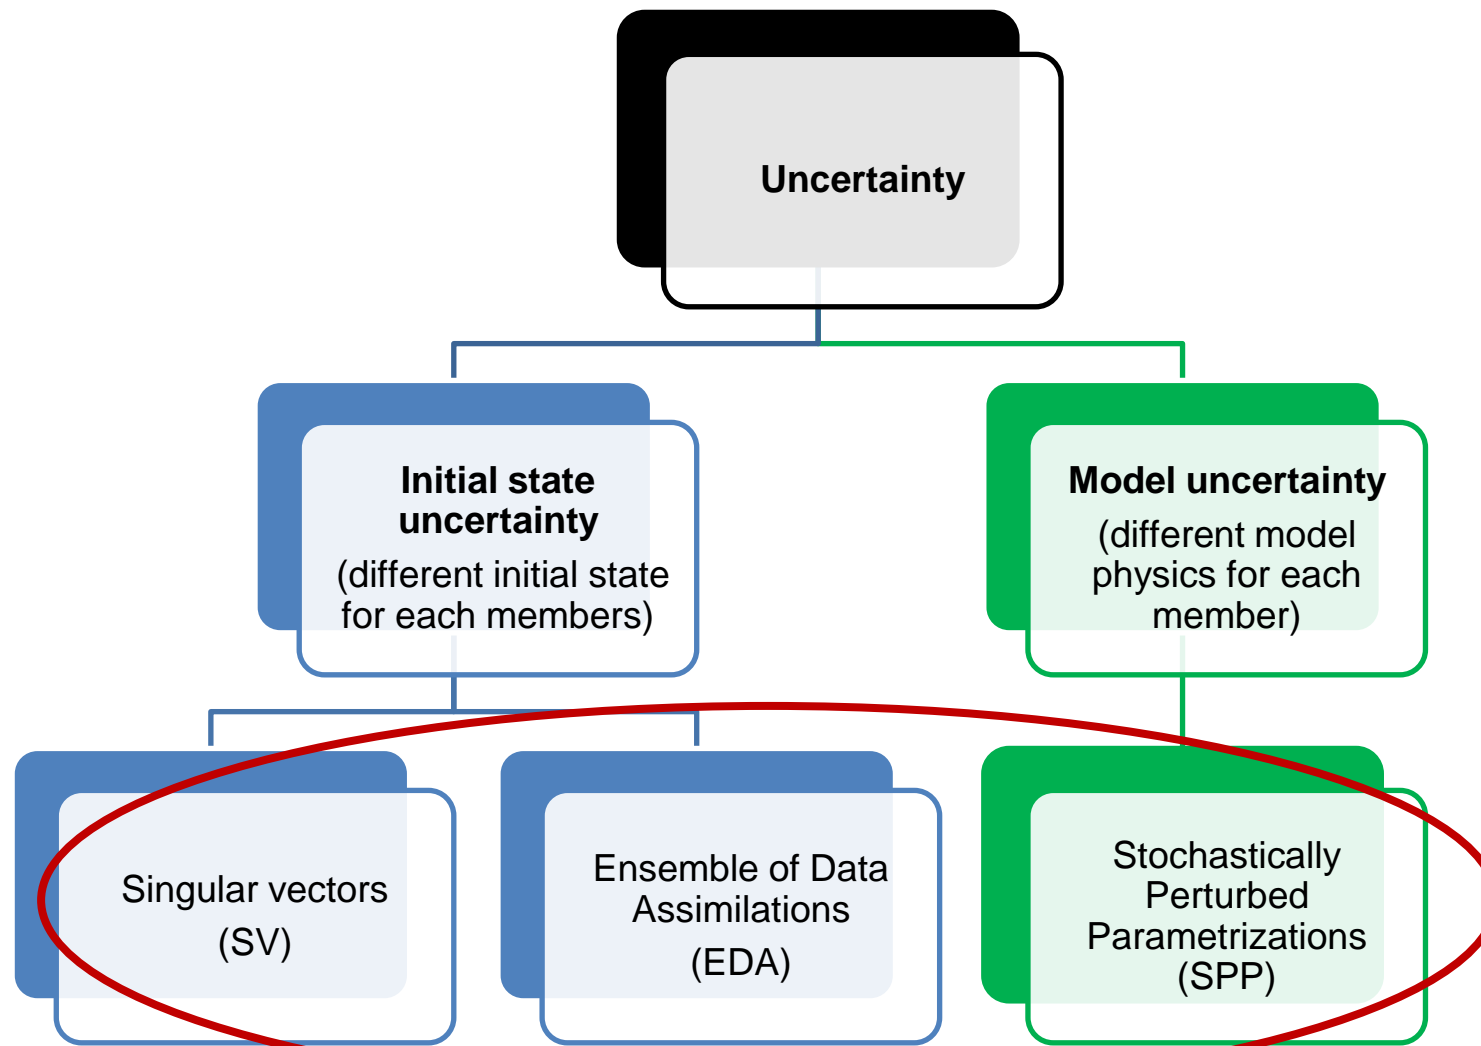 Uncertainty
Initial state
uncertainty
(different initial state
for each members)
Model uncertainty
(different model
physics for each
member)
Singular vectors
(SV)
Ensemble of Data
Assimilations
(EDA)
Stochastically
Perturbed
Parametrizations
(SPP)